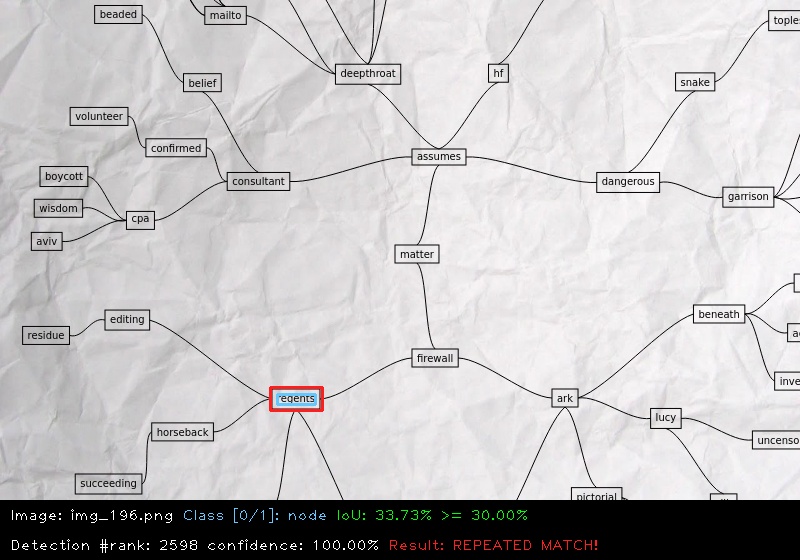 beaded
mailto
toples
deepthroat
hf
snake
belief
volunteer
confirmed
assumes
boycott
consultant
dangerous
garrison
wisdom
cpa
aviv
matter
beneath
editing
residue
firewall
inve
regents
ark
lucy
horseback
uncenso
succeeding
pictorial
Image: img_196.png Class [0/1]: node IoU: 33.73% >= 30.00%
Detection #rank: 2598 confidence: 100.00% Result: REPEATED MATCH!